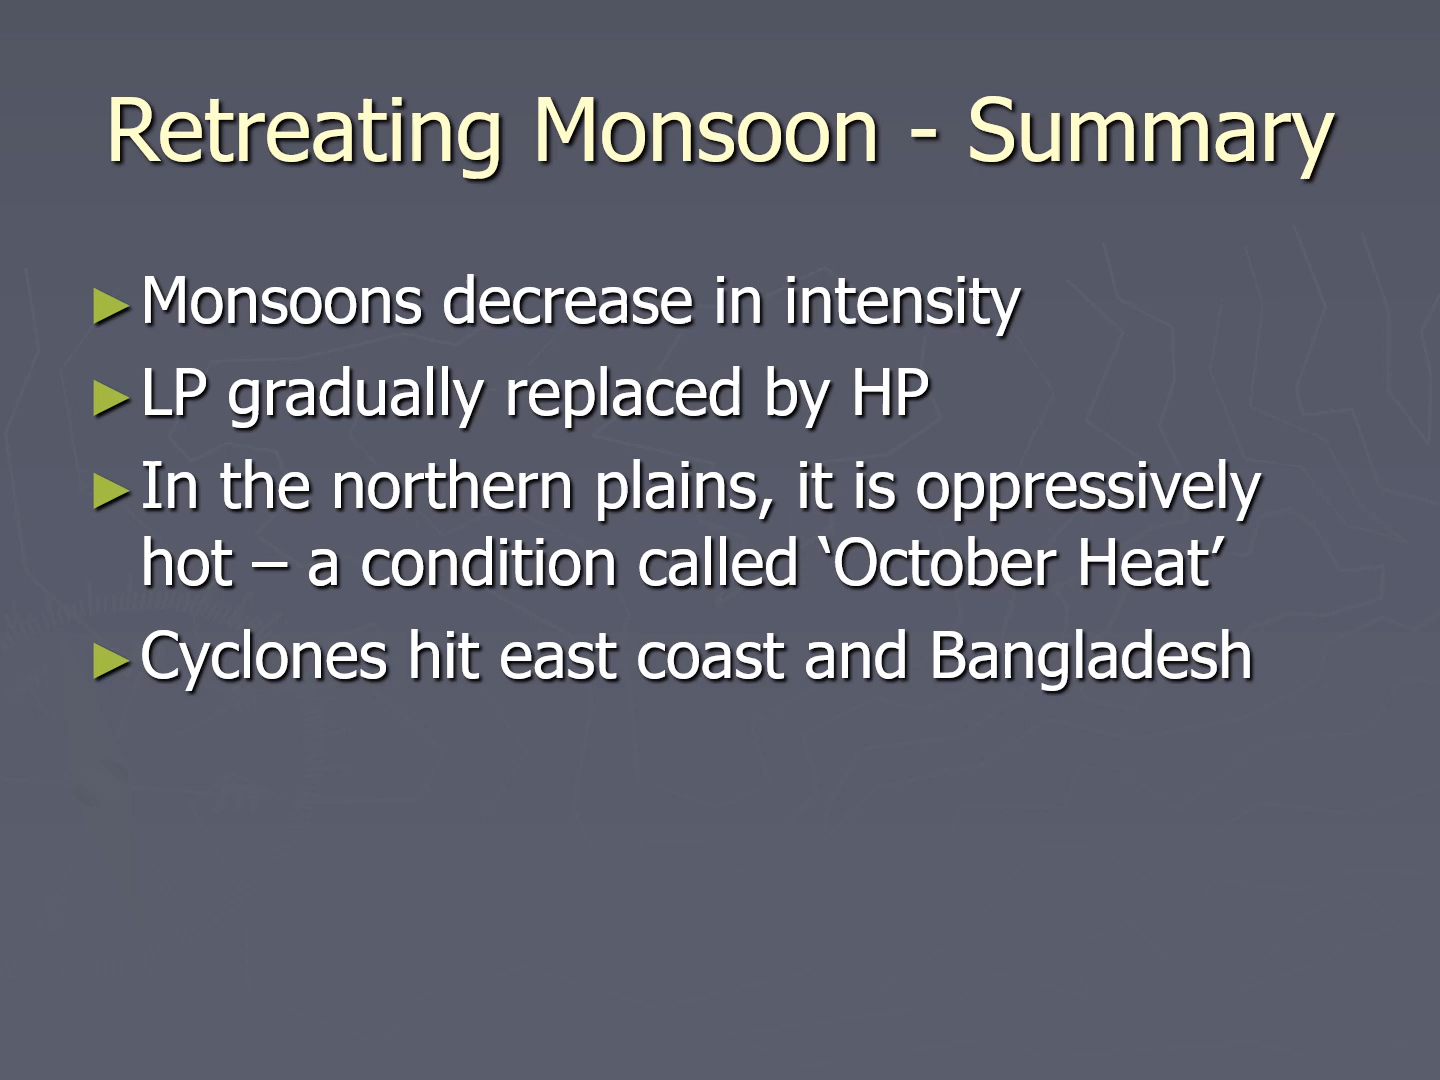 Retreating Monsoon - Summary
►Monsoons decrease in intensity
►LP gradually replaced by HP
►In the northern plains, it is oppressively
hot – a condition called ‘October Heat’
►Cyclones hit east coast and Bangladesh